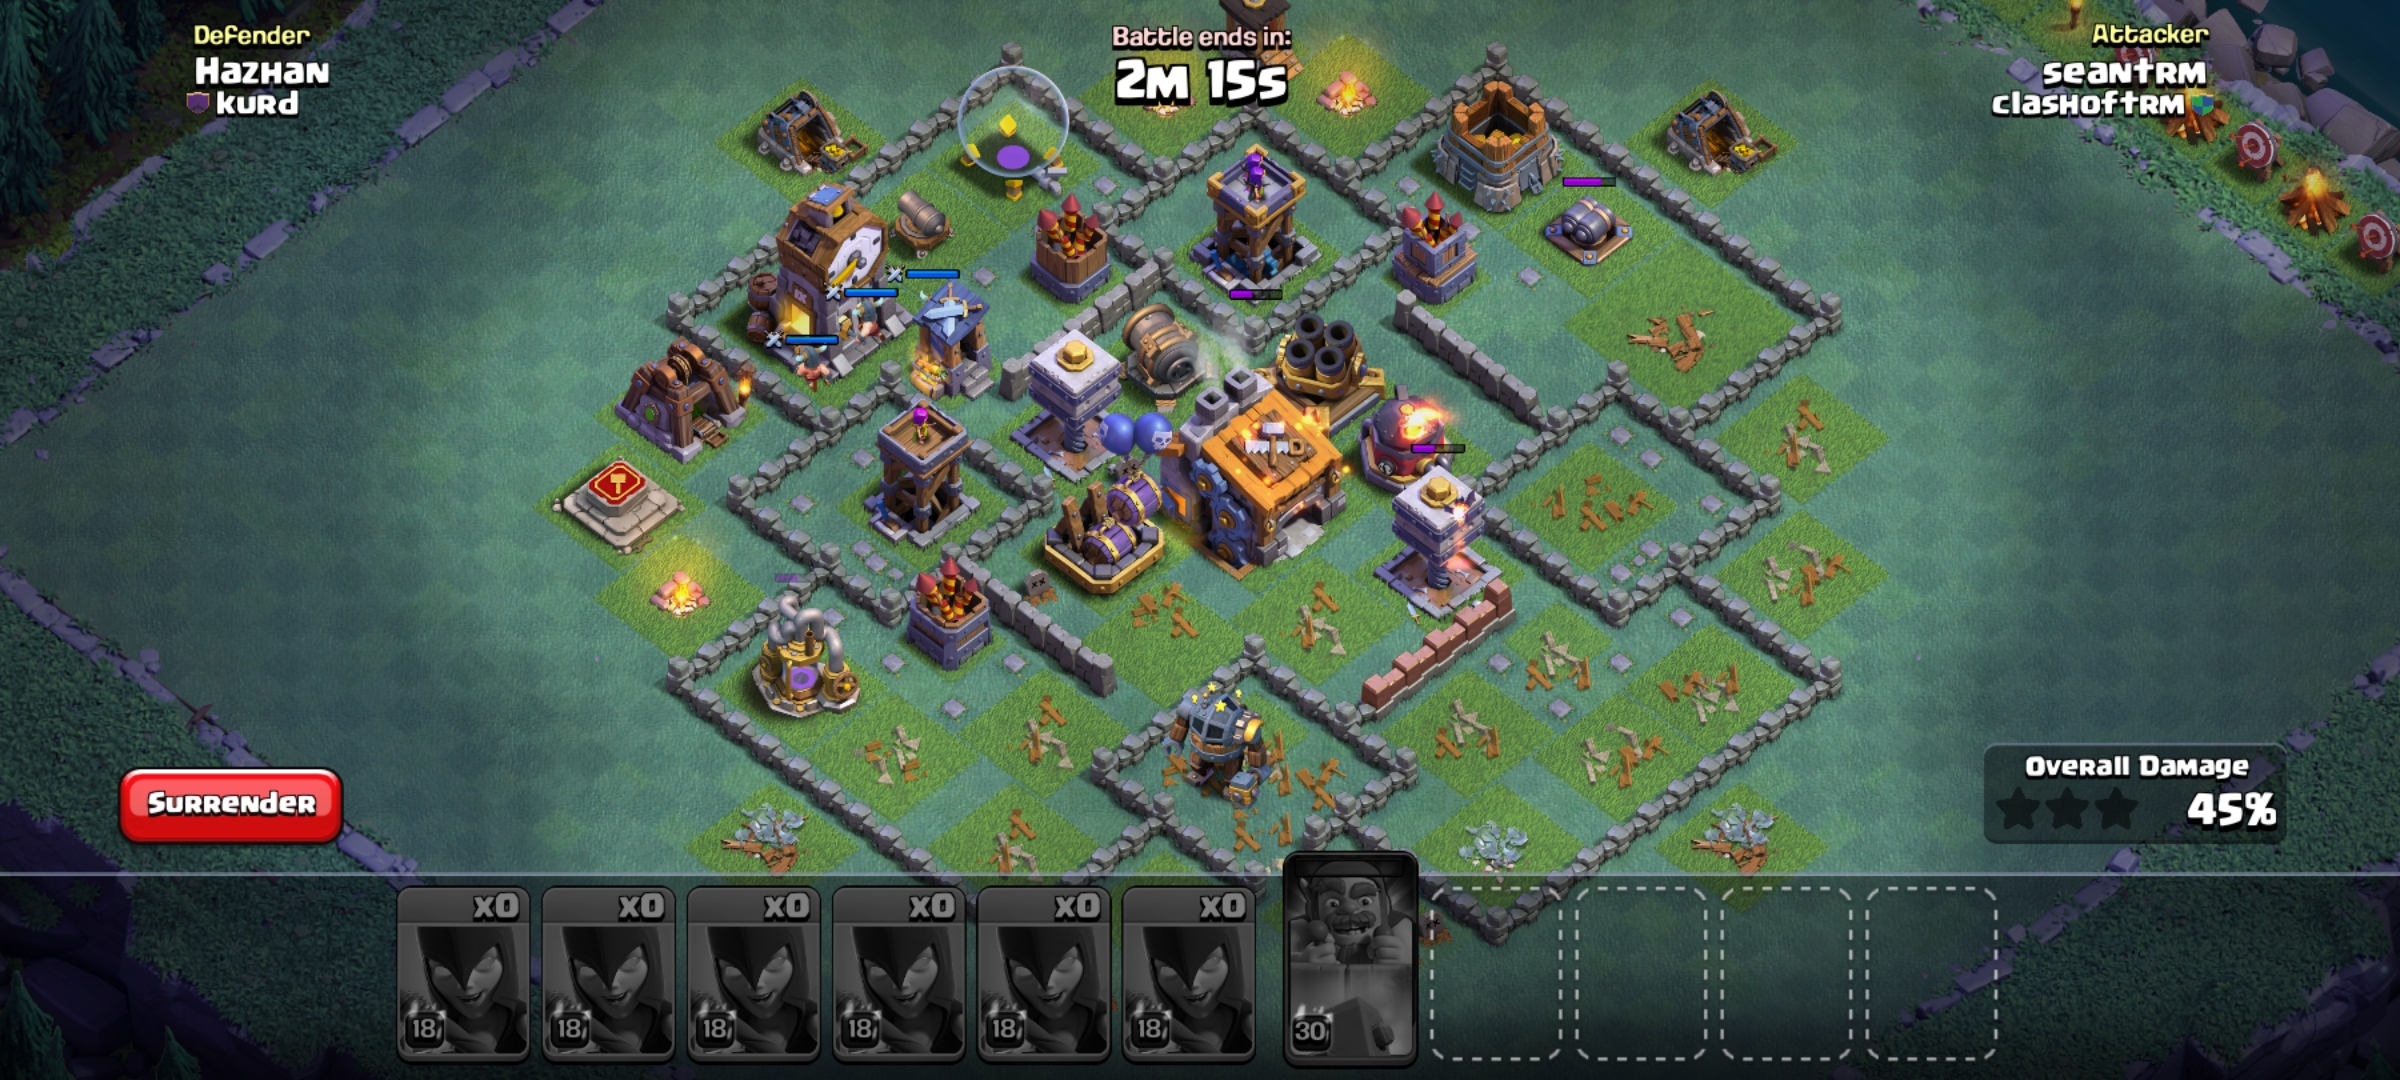 Defender
Hazhan
kurd
Battle ends in:
2m 15s
Attacker
seantrm
clashoftrm
Surrender
Overall Damage
45%
x0 x0 x0 x0 x0 x0
18 18 18 18 18 18 30